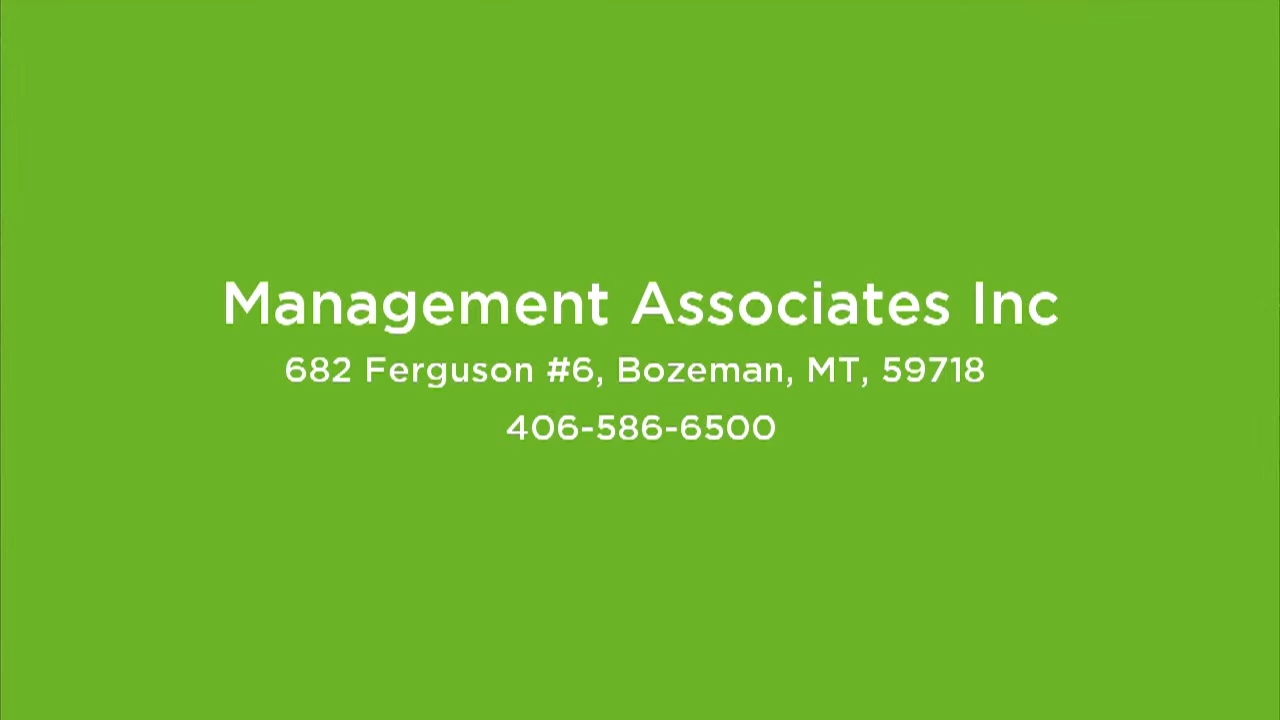 Management Associates Inc
682 Ferguson #6, Bozeman, MT, 59718
406-586-6500